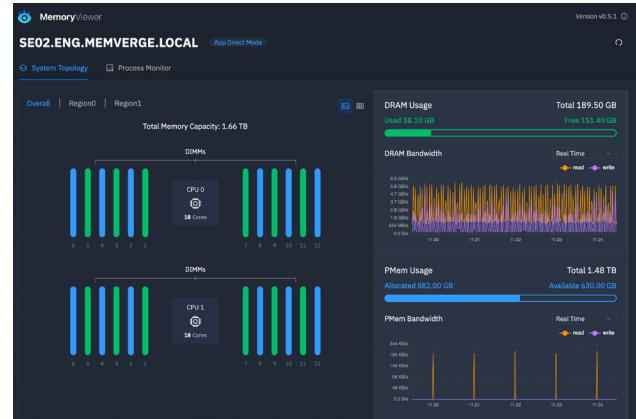 MemoryViewer
Version v0.5.1
SE02.ENG.MEMVERGE.LOCAL
App Direct Mode
System Topology
Process Monitor
Overall
Region0
Region1
Total Memory Capacity: 1.66 TB
DIMMs
CPU 0
18 Cores
6 5 4 3 2 1
7 8 9 10 11 12
DIMMs
CPU 1
18 Cores
6 5 4 3 2 1
7 8 9 10 11 12
DRAM Usage
Total 189.50 GB
Used 38.10 GB
Free 151.40 GB
DRAM Bandwidth
Real Time
read
write
0.0 B/s
11:20 11:21 11:22 11:23 11:24
PMem Usage
Total 1.48 TB
Allocated 882.00 GB
Available 630.00 GB
PMem Bandwidth
Real Time
read
write
244 KB/s
0.0 B/s
11:20 11:21 11:22 11:23 11:24